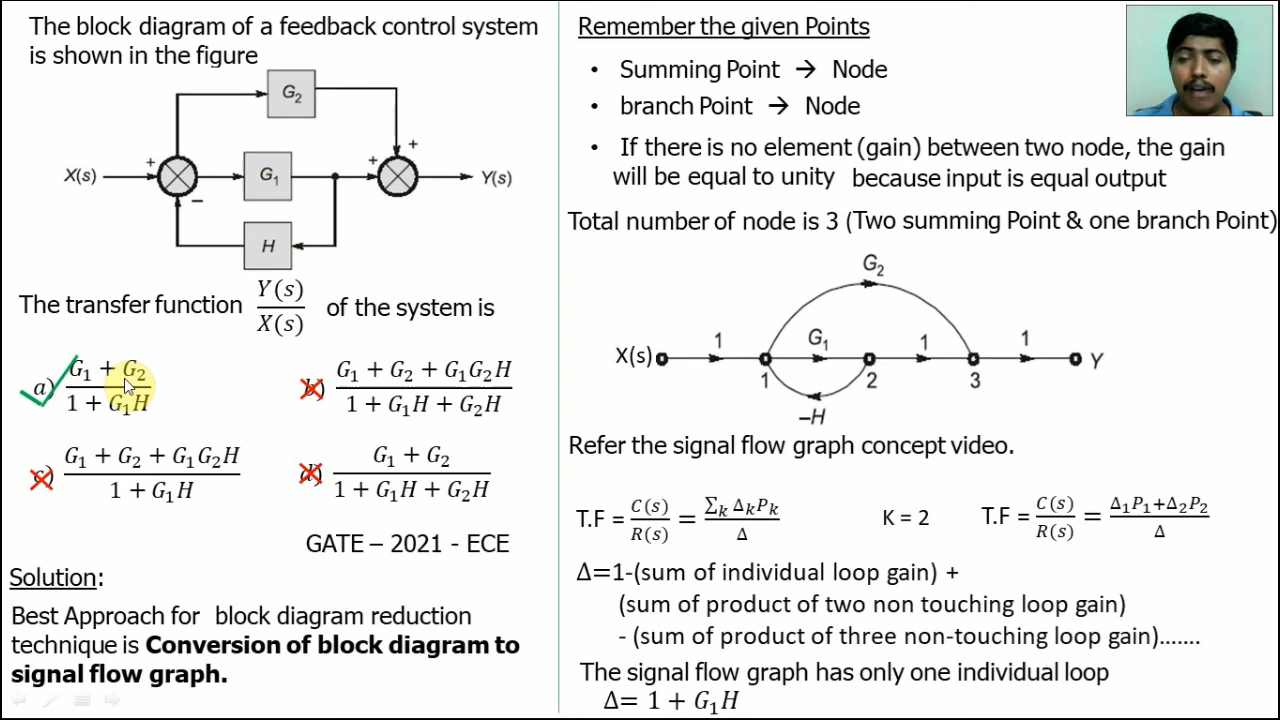 The block diagram of a feedback control system
is shown in the figure
G₂
X(s)
+
−
G₁
+
+
Y(s)
H
The transfer function Y(s)/X(s) of the system is
a) (G₁ + G₂)/(1 + G₁H)
b) (G₁ + G₂ + G₁G₂H)/(1 + G₁H + G₂H)
c) (G₁ + G₂ + G₁G₂H)/(1 + G₁H)
d) (G₁ + G₂)/(1 + G₁H + G₂H)
GATE – 2021 - ECE
Solution:
Best Approach for block diagram reduction
technique is Conversion of block diagram to
signal flow graph.
Remember the given Points
• Summing Point → Node
• branch Point → Node
• If there is no element (gain) between two node, the gain
will be equal to unity because input is equal output
Total number of node is 3 (Two summing Point & one branch Point)
G₂
X(s) 1 G₁ 1 1 Y
1 2 3
–H
Refer the signal flow graph concept video.
T.F = C(s)/R(s) = ∑ₖ ΔₖPₖ/Δ K = 2 T.F = C(s)/R(s) = (Δ₁P₁+Δ₂P₂)/Δ
Δ=1-(sum of individual loop gain) +
(sum of product of two non touching loop gain)
- (sum of product of three non-touching loop gain).......
The signal flow graph has only one individual loop
Δ= 1 + G₁H